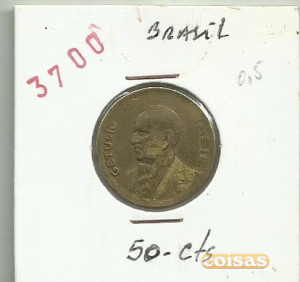 BRASIL
3700
0,5
GETULIO
50-cts
coisas